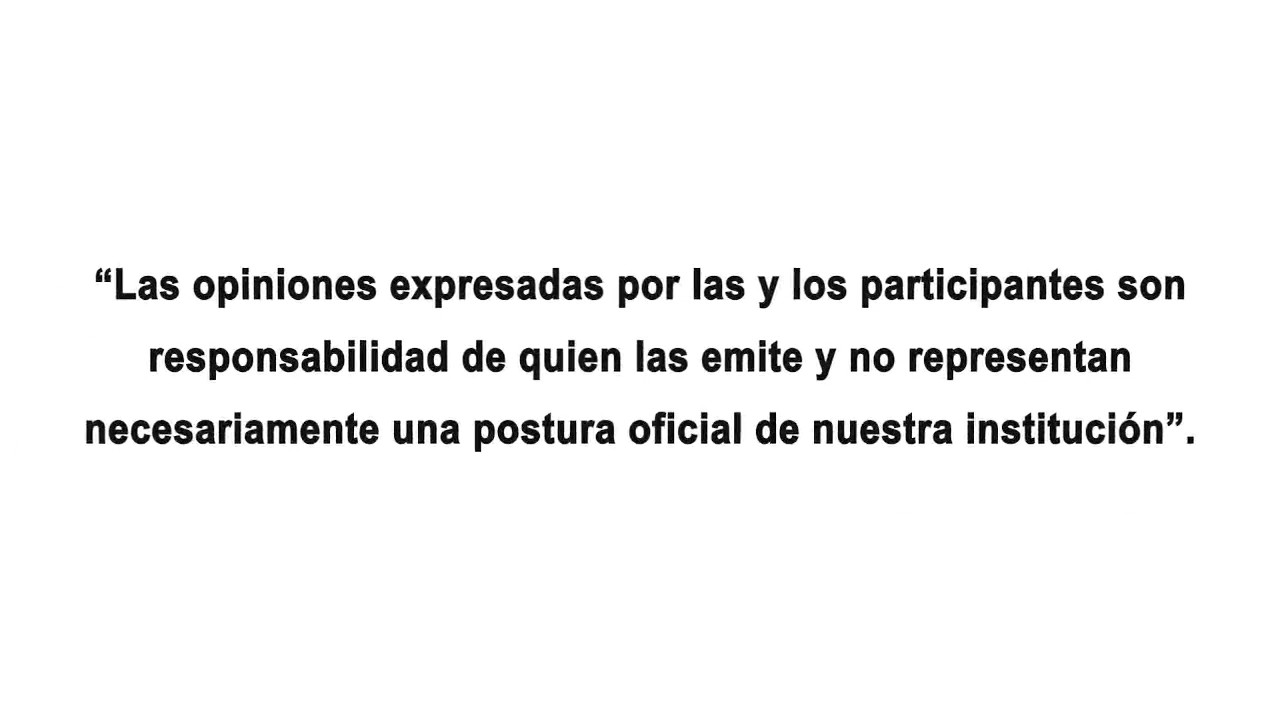 “Las opiniones expresadas por las y los participantes son
responsabilidad de quien las emite y no representan
necesariamente una postura oficial de nuestra institución”.